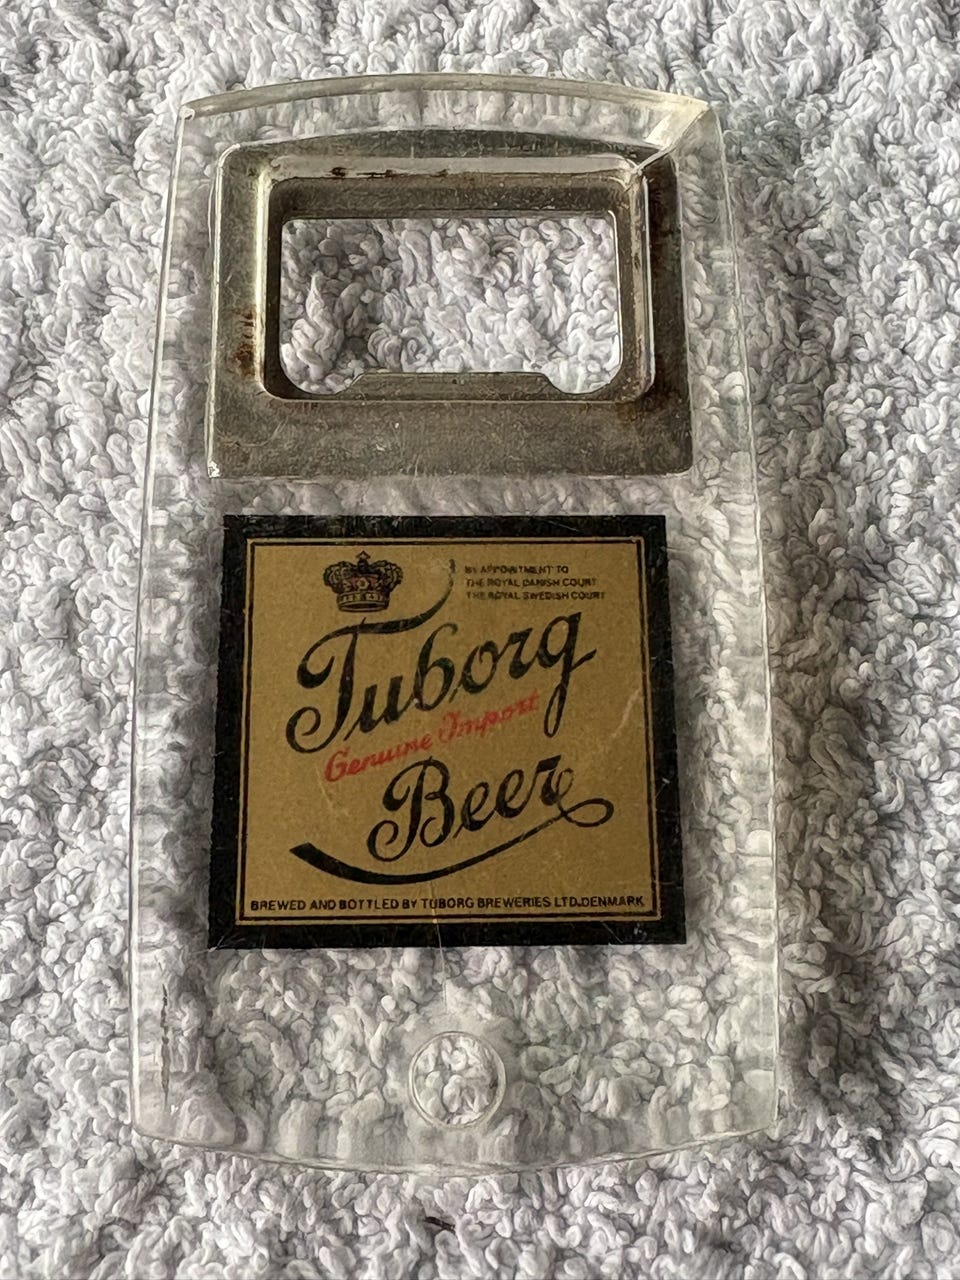 BY APPOINTMENT TO
THE ROYAL DANISH COURT
THE ROYAL SWEDISH COURT
Tuborg
Genuine Import
Beer
BREWED AND BOTTLED BY TUBORG BREWERIES LTD.DENMARK